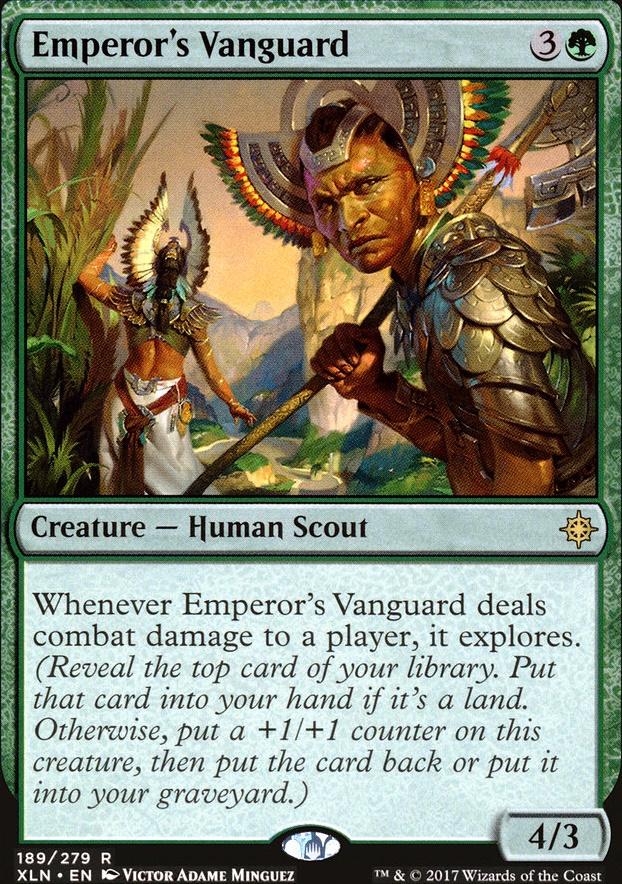 Emperor's Vanguard 3
Creature — Human Scout
Whenever Emperor's Vanguard deals
combat damage to a player, it explores.
(Reveal the top card of your library. Put
that card into your hand if it's a land.
Otherwise, put a +1/+1 counter on this
creature, then put the card back or put it
into your graveyard.)
4/3
189/279 R
XLN • EN Victor Adame Minguez
™ & © 2017 Wizards of the Coast